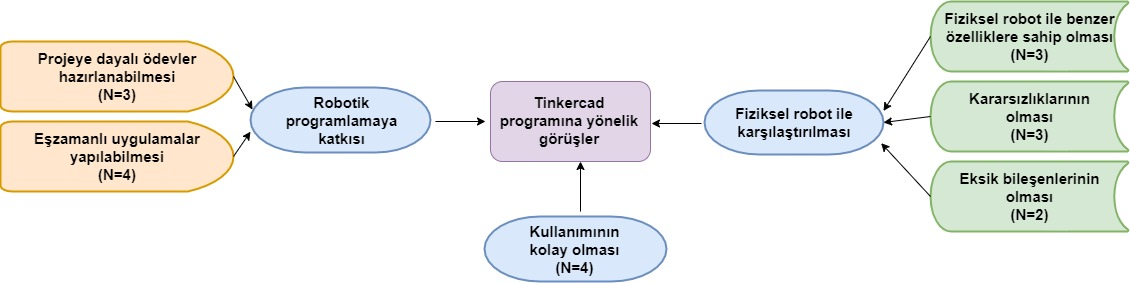 Projeye dayalı ödevler
hazırlanabilmesi
(N=3)
Eşzamanlı uygulamalar
yapılabilmesi
(N=4)
Robotik
programlamaya
katkısı
Tinkercad
programına yönelik
görüşler
Kullanımının
kolay olması
(N=4)
Fiziksel robot ile
karşılaştırılması
Fiziksel robot ile benzer
özelliklere sahip olması
(N=3)
Kararsızlıklarının
olması
(N=3)
Eksik bileşenlerinin
olması
(N=2)